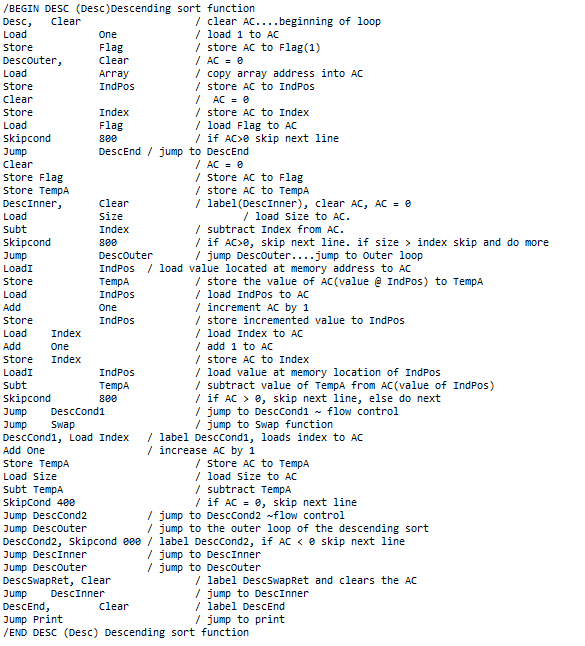 /BEGIN DESC (Desc)Descending sort function
Desc, Clear / clear AC....beginning of loop
Load One / load 1 to AC
Store Flag / store AC to Flag(1)
DescOuter, Clear / AC = 0
Load Array / copy array address into AC
Store IndPos / store AC to IndPos
Clear / AC = 0
Store Index / store AC to Index
Load Flag / load Flag to AC
Skipcond 800 / if AC>0 skip next line
Jump DescEnd / jump to DescEnd
Clear / AC = 0
Store Flag / Store AC to Flag
Store TempA / store AC to TempA
DescInner, Clear / label(DescInner), clear AC, AC = 0
Load Size / load Size to AC.
Subt Index / subtract Index from AC.
Skipcond 800 / if AC>0, skip next line. if size > index skip and do more
Jump DescOuter / jump DescOuter....jump to Outer loop
LoadI IndPos / load value located at memory address to AC
Store TempA / store the value of AC(value @ IndPos) to TempA
Load IndPos / load IndPos to AC
Add One / increment AC by 1
Store IndPos / store incremented value to IndPos
Load Index / load Index to AC
Add One / add 1 to AC
Store Index / store AC to Index
LoadI IndPos / load value at memory location of IndPos
Subt TempA / subtract value of TempA from AC(value of IndPos)
Skipcond 800 / if AC > 0, skip next line, else do next
Jump DescCond1 / jump to DescCond1 ~ flow control
Jump Swap / jump to Swap function
DescCond1, Load Index / label DescCond1, loads index to AC
Add One / increase AC by 1
Store TempA / Store AC to TempA
Load Size / load Size to AC
Subt TempA / subtract TempA
SkipCond 400 / if AC = 0, skip next line
Jump DescCond2 / jump to DescCond2 ~flow control
Jump DescOuter / jump to the outer loop of the descending sort
DescCond2, Skipcond 000 / label DescCond2, if AC < 0 skip next line
Jump DescInner / jump to DescInner
Jump DescOuter / jump to DescOuter
DescSwapRet, Clear / label DescSwapRet and clears the AC
Jump DescInner / jump to DescInner
DescEnd, Clear / label DescEnd
Jump Print / jump to print
/END DESC (Desc) Descending sort function